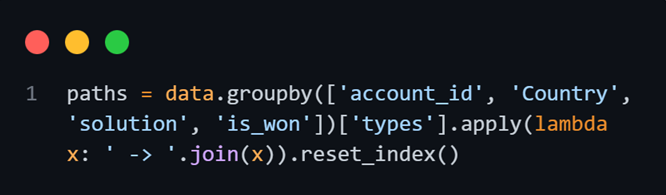 1 paths = data.groupby(['account_id', 'Country',
'solution', 'is_won'])['types'].apply(lambda
x: ' -> '.join(x)).reset_index()